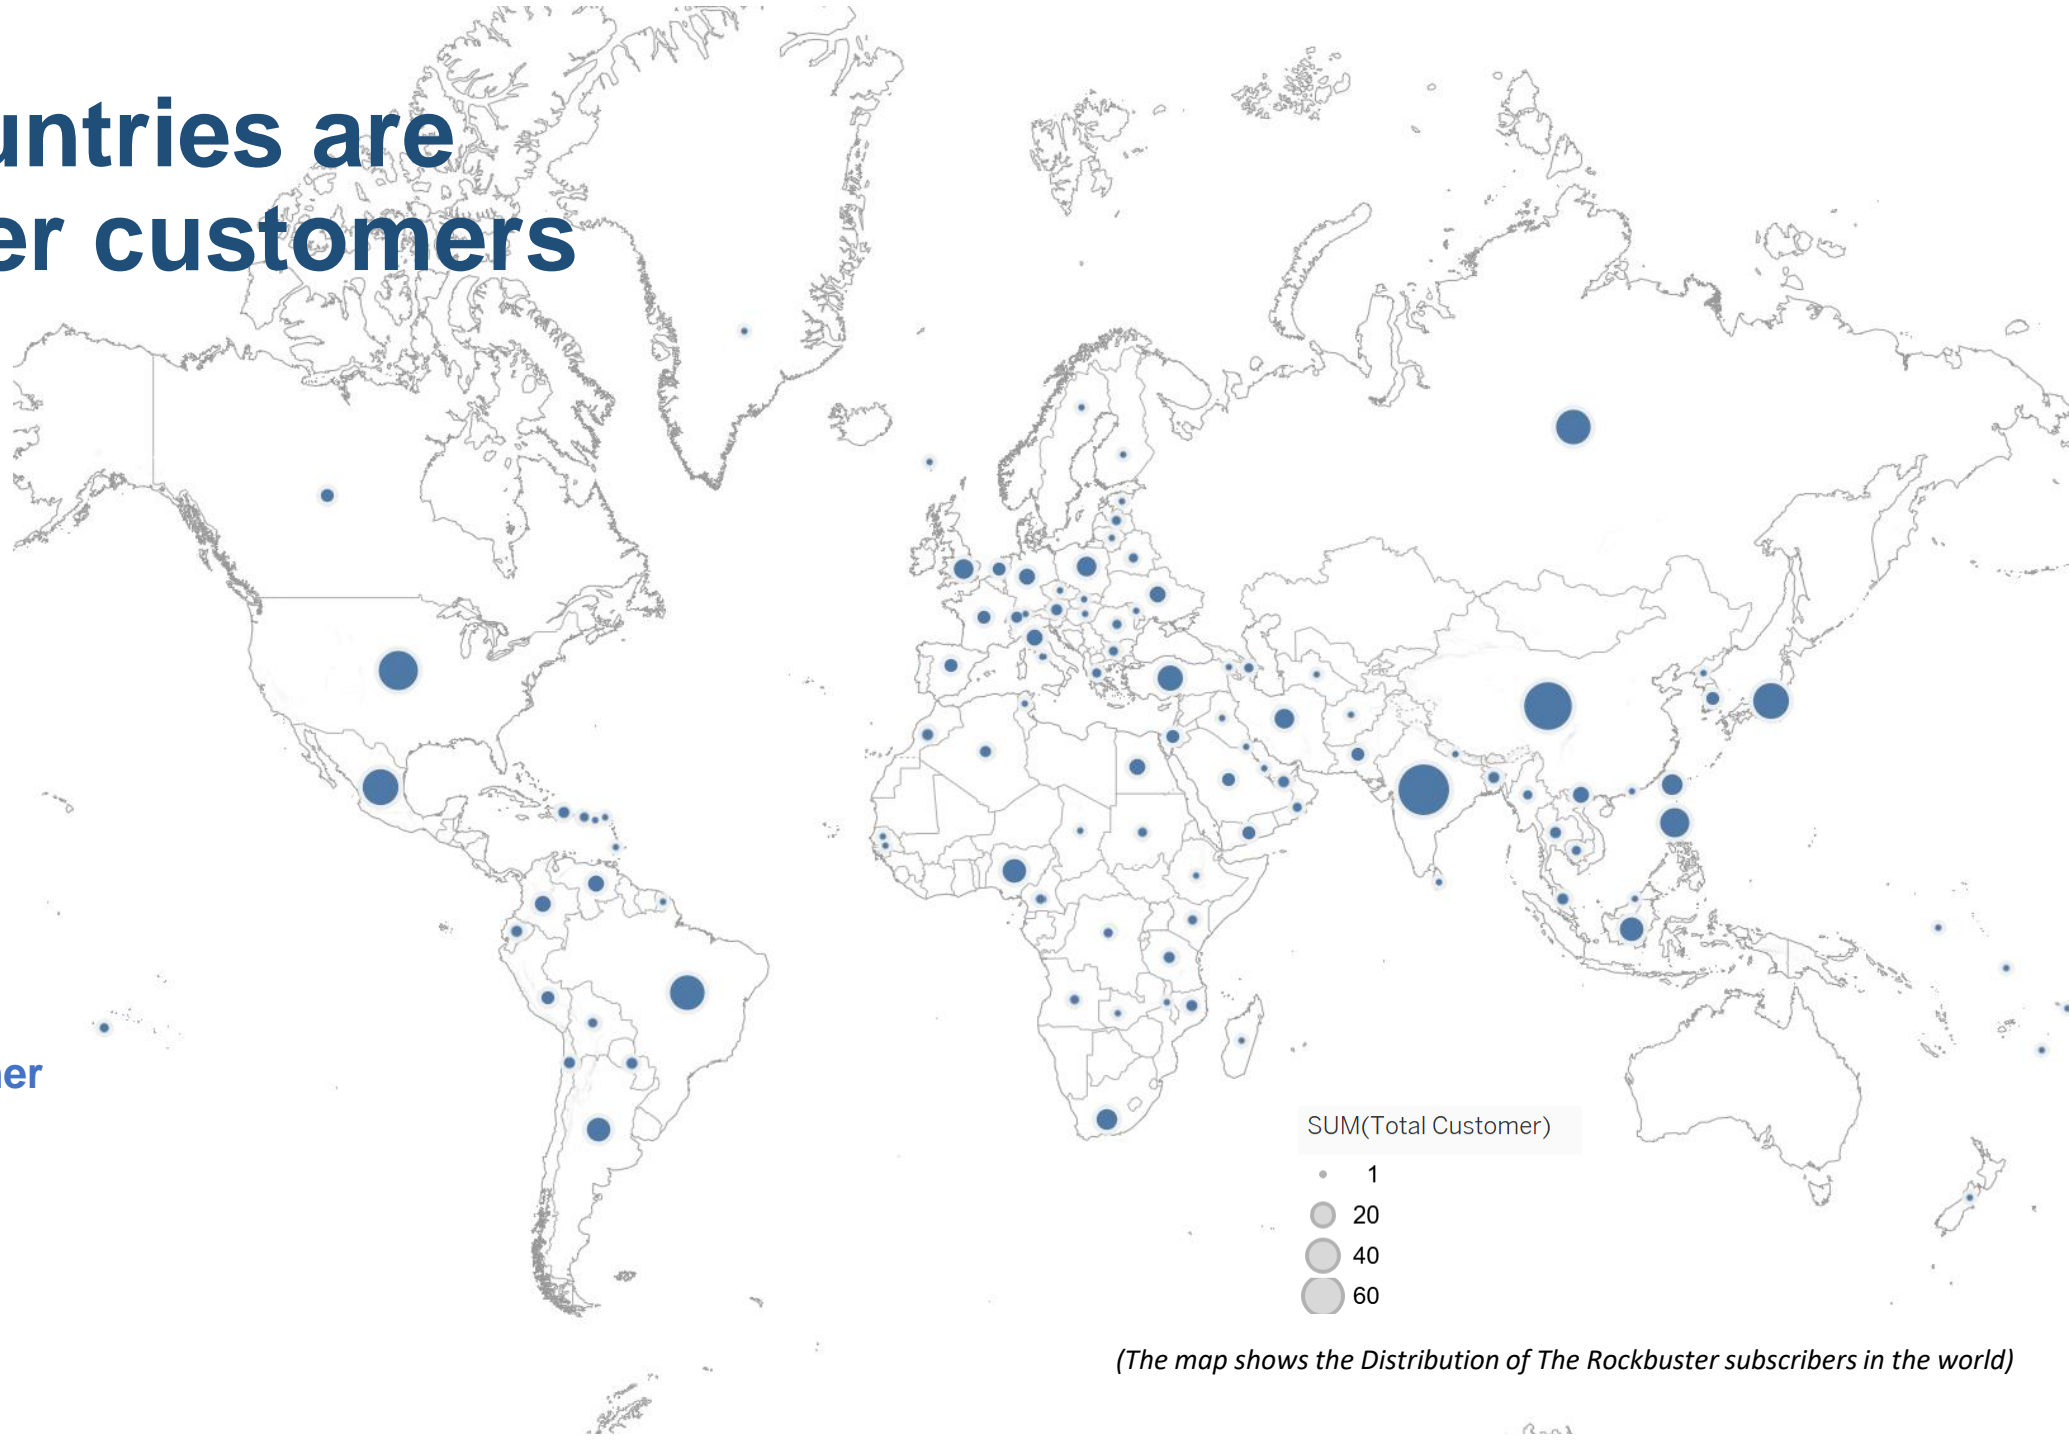 untries are
er customers
er
SUM(Total Customer)
1
20
40
60
(The map shows the Distribution of The Rockbuster subscribers in the world)